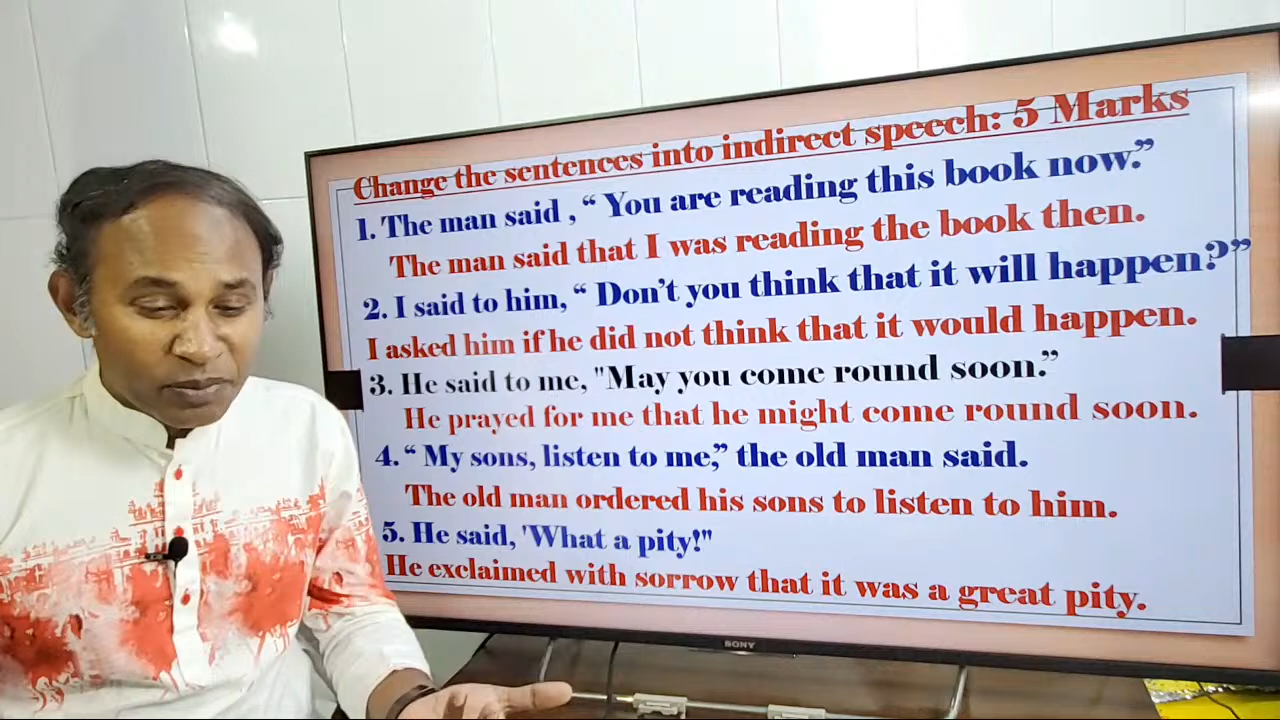 Change the sentences into indirect speech: 5 Marks
1. The man said , “ You are reading this book now.”
The man said that I was reading the book then.
2. I said to him, “ Don’t you think that it will happen?”
I asked him if he did not think that it would happen.
3. He said to me, "May you come round soon.”
He prayed for me that he might come round soon.
4. “ My sons, listen to me,” the old man said.
The old man ordered his sons to listen to him.
5. He said, 'What a pity!"
He exclaimed with sorrow that it was a great pity.
SONY